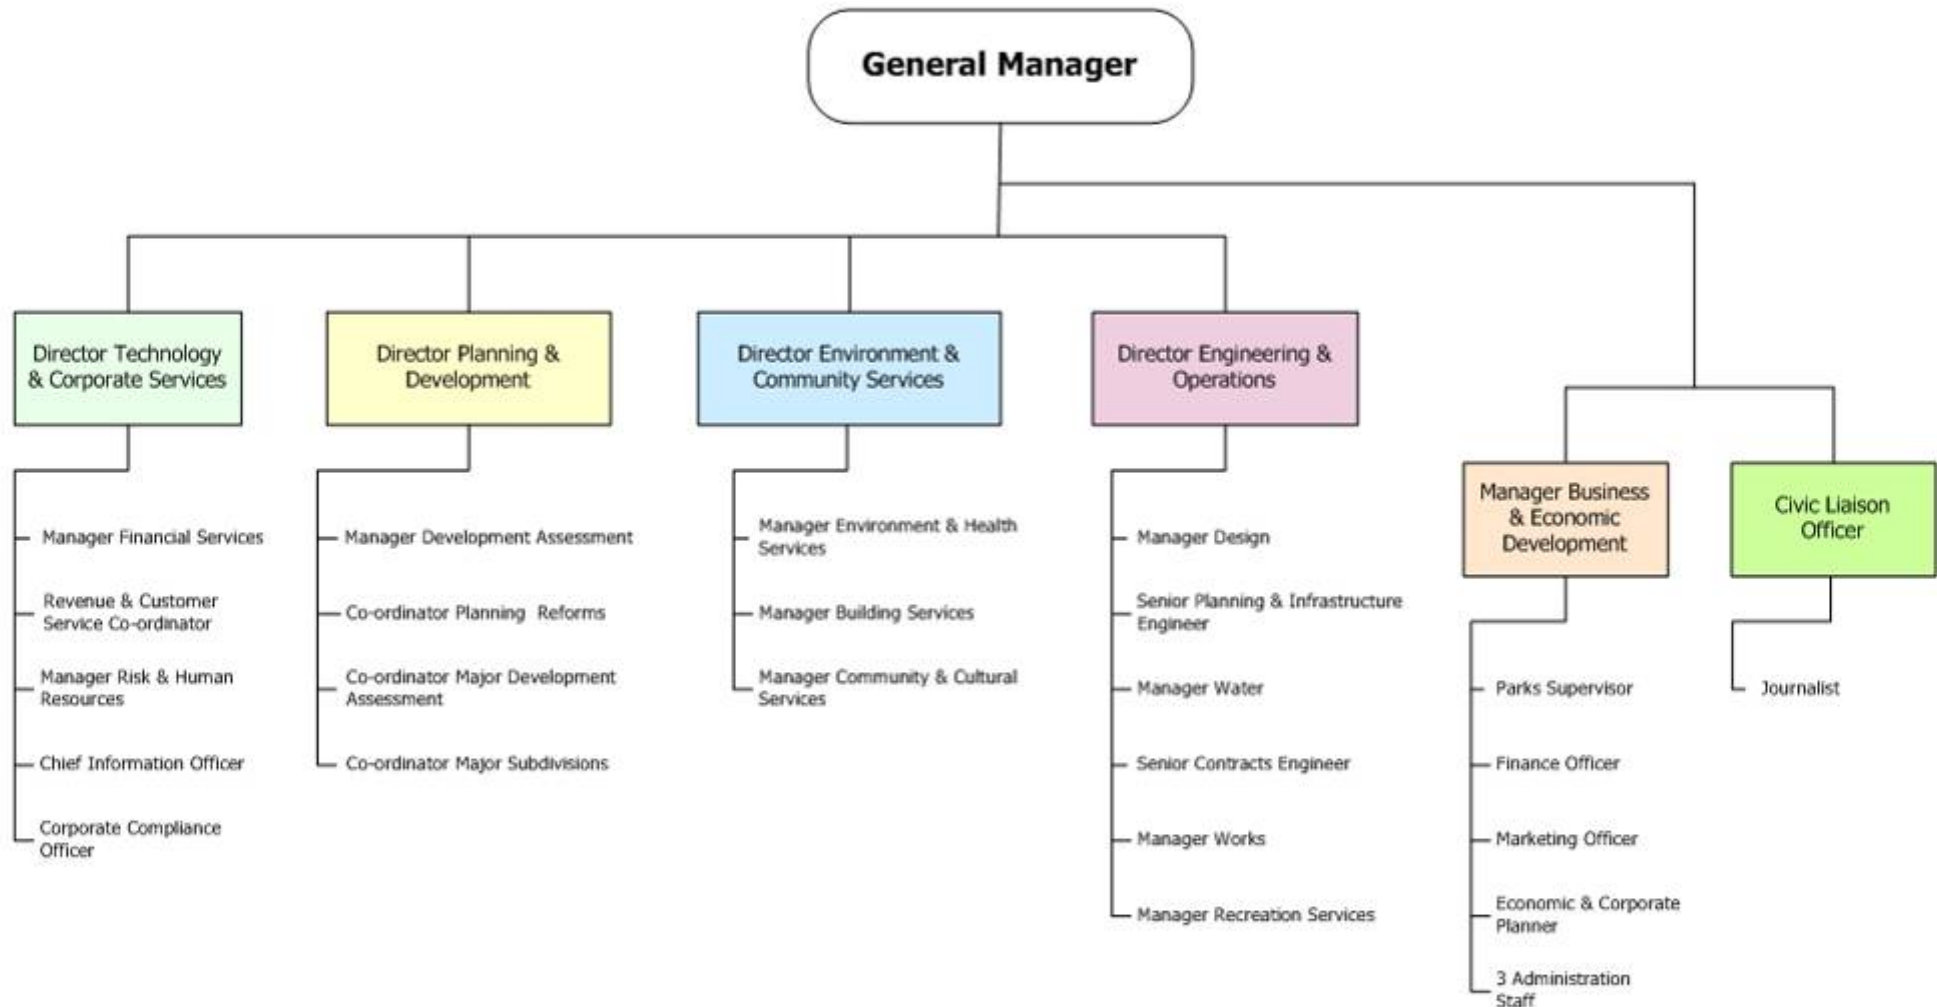 General Manager
Director Technology
& Corporate Services
Director Planning &
Development
Director Environment &
Community Services
Director Engineering &
Operations
Manager Business
& Economic
Development
Civic Liaison
Officer
Manager Financial Services
Revenue & Customer
Service Co-ordinator
Manager Risk & Human
Resources
Chief Information Officer
Corporate Compliance
Officer
Manager Development Assessment
Co-ordinator Planning Reforms
Co-ordinator Major Development
Assessment
Co-ordinator Major Subdivisions
Manager Environment & Health
Services
Manager Building Services
Manager Community & Cultural
Services
Manager Design
Senior Planning & Infrastructure
Engineer
Manager Water
Senior Contracts Engineer
Manager Works
Manager Recreation Services
Parks Supervisor
Finance Officer
Marketing Officer
Economic & Corporate
Planner
3 Administration
Staff
Journalist